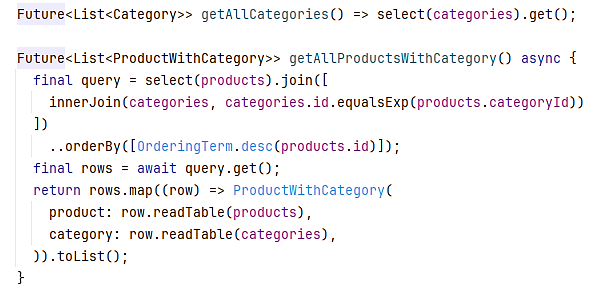 Future<List<Category>> getAllCategories() => select(categories).get();

Future<List<ProductWithCategory>> getAllProductsWithCategory() async {
  final query = select(products).join([
    innerJoin(categories, categories.id.equalsExp(products.categoryId))
  ])
    ..orderBy([OrderingTerm.desc(products.id)]);
  final rows = await query.get();
  return rows.map((row) => ProductWithCategory(
    product: row.readTable(products),
    category: row.readTable(categories),
  )).toList();
}